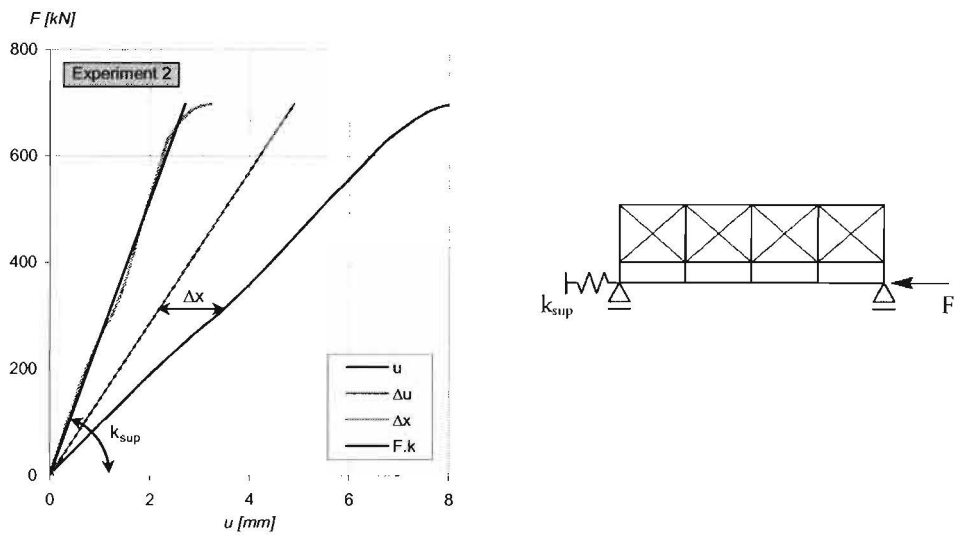 F [kN]
800
Experiment 2
600
400
Δx
200
u
Δu
Δx
F.k
k_sup
0
0 2 4 6 8
u [mm]
k_sup
F